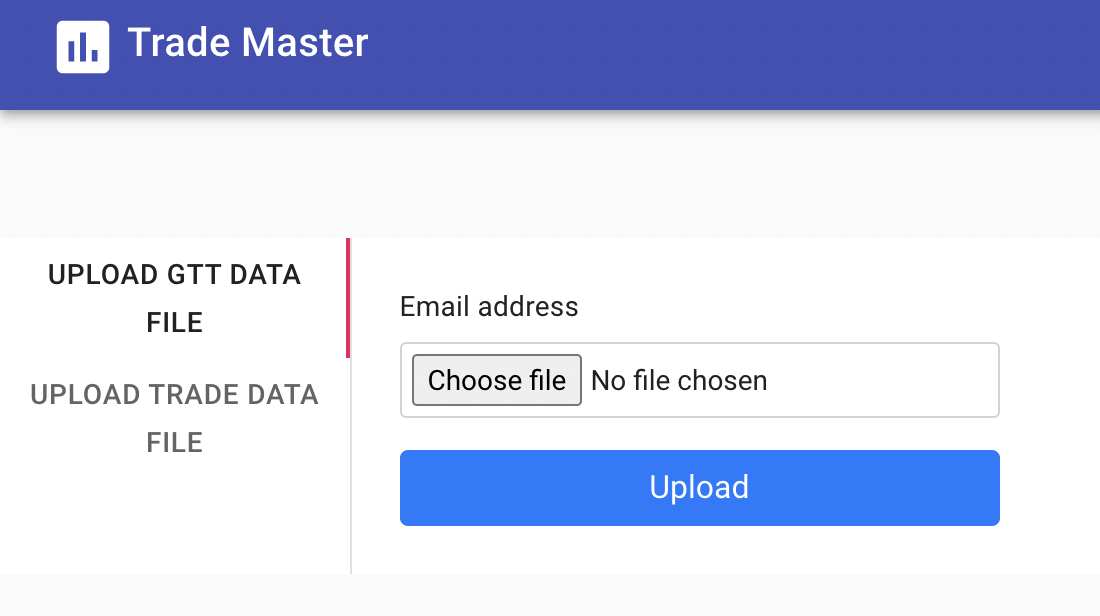 Trade Master
UPLOAD GTT DATA
FILE
UPLOAD TRADE DATA
FILE
Email address
Choose file No file chosen
Upload